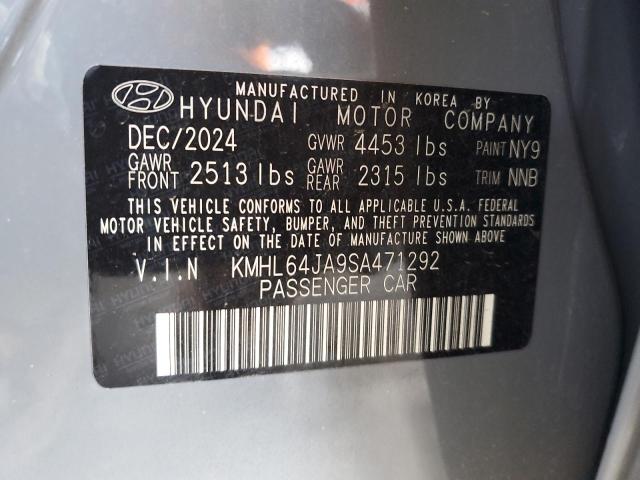 MANUFACTURED IN KOREA BY
HYUNDAI MOTOR COMPANY
DEC/2024 GVWR 4453 lbs PAINT NY9
GAWR FRONT 2513 lbs GAWR REAR 2315 lbs TRIM NNB
THIS VEHICLE CONFORMS TO ALL APPLICABLE U.S.A. FEDERAL
MOTOR VEHICLE SAFETY, BUMPER, AND THEFT PREVENTION STANDARDS
IN EFFECT ON THE DATE OF MANUFACTURE SHOWN ABOVE
V.I.N KMHL64JA9SA471292
PASSENGER CAR